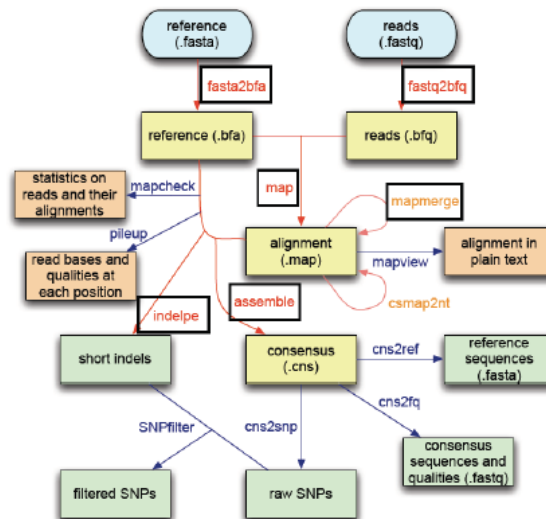 reference
(.fasta)
reads
(.fastq)
fasta2bfa
fastq2bfq
reference (.bfa)
reads (.bfq)
statistics on
reads and their
alignments
mapcheck
map
mapmerge
pileup
alignment
(.map)
mapview
alignment in
plain text
read bases and
qualities at
each position
csmap2nt
indelpe
assemble
short indels
consensus
(.cns)
cns2ref
reference
sequences
(.fasta)
cns2fq
SNPfilter
cns2snp
consensus
sequences and
qualities (.fastq)
filtered SNPs
raw SNPs